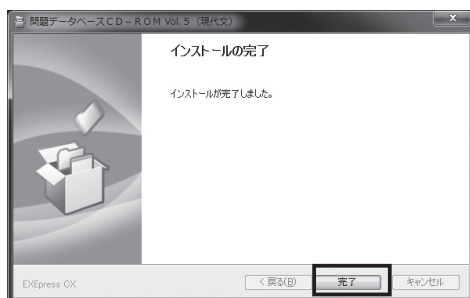 問題データベースCD－ROM Vol.5（現代文）
インストールの完了
インストールが完了しました。
EXEpress CX
＜戻る(B)
完了
キャンセル